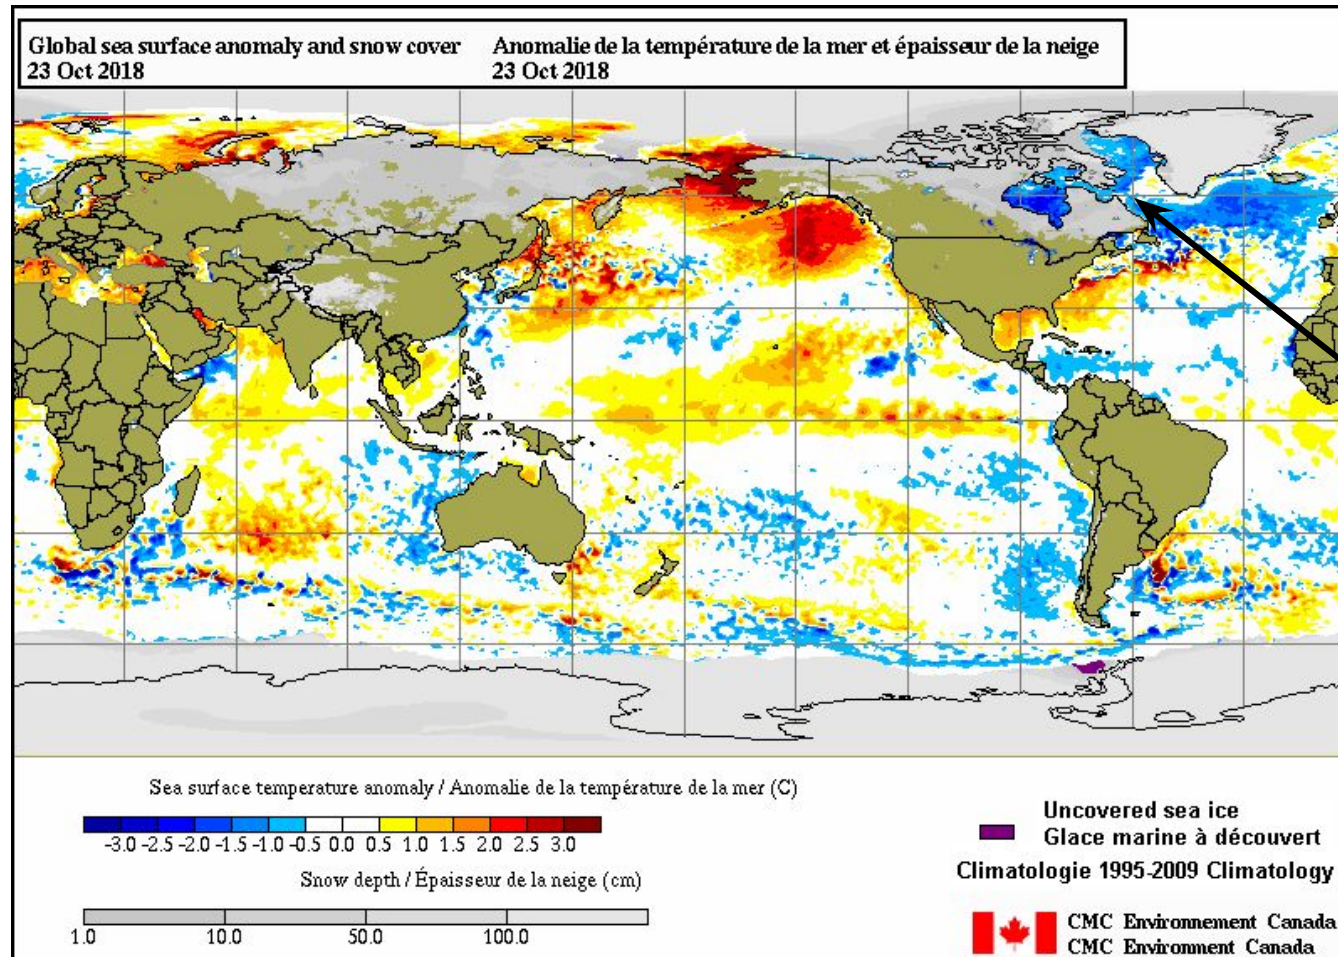 Global sea surface anomaly and snow cover
23 Oct 2018
Anomalie de la température de la mer et épaisseur de la neige
23 Oct 2018
Sea surface temperature anomaly / Anomalie de la température de la mer (C)
-3.0 -2.5 -2.0 -1.5 -1.0 -0.5 0.0 0.5 1.0 1.5 2.0 2.5 3.0
Snow depth / Épaisseur de la neige (cm)
1.0 10.0 50.0 100.0
Uncovered sea ice
Glace marine à découvert
Climatologie 1995-2009 Climatology
CMC Environnement Canada
CMC Environment Canada